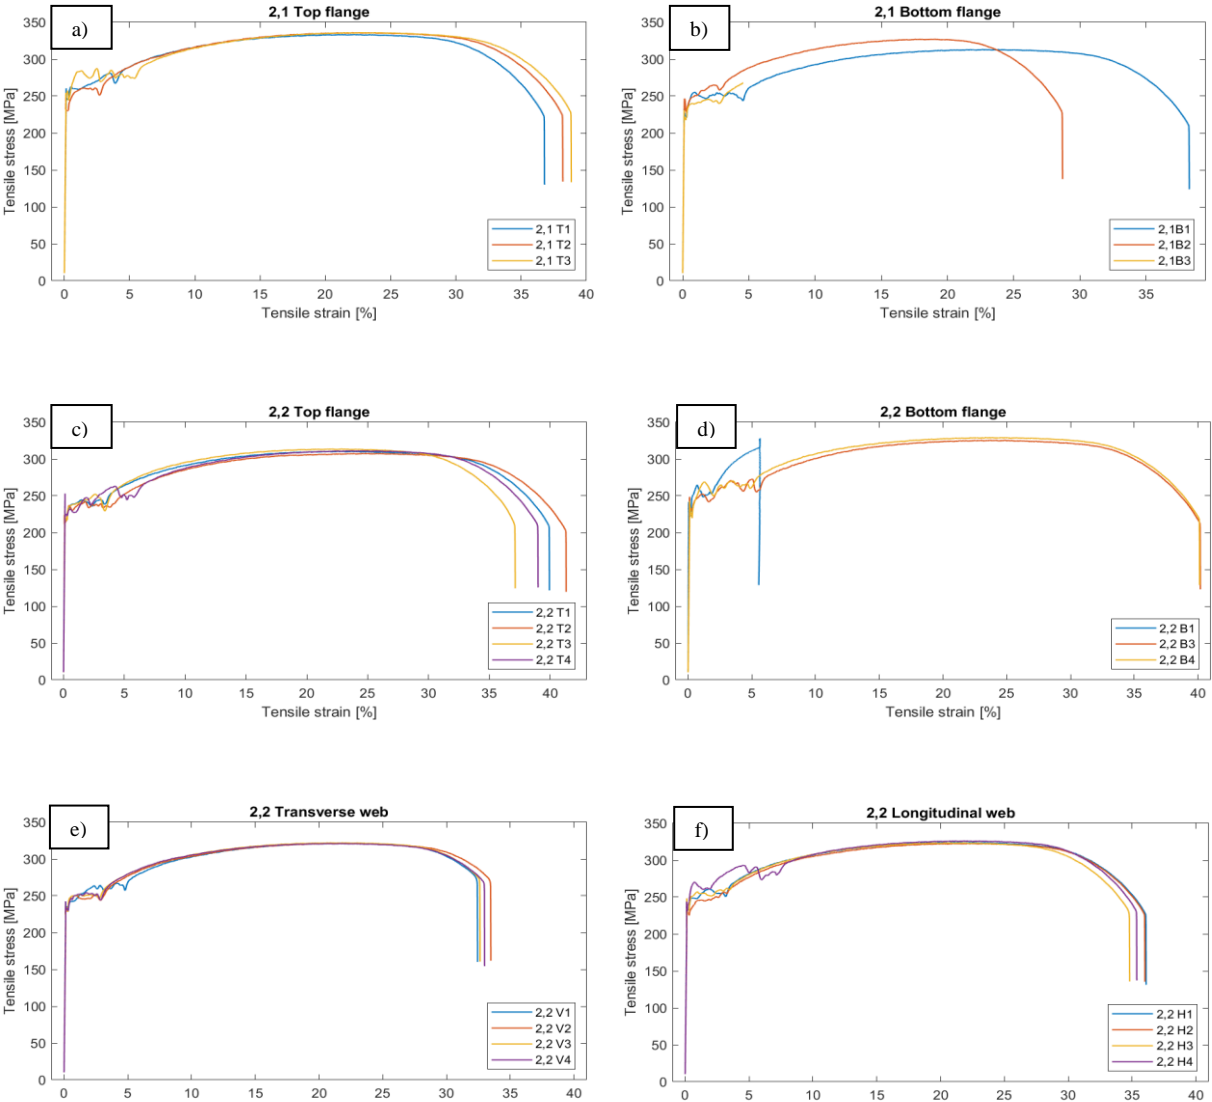 a)
2,1 Top flange
350
300
250
200
150
100
50
0
Tensile stress [MPa]
2,1 T1
2,1 T2
2,1 T3
0 5 10 15 20 25 30 35 40
Tensile strain [%]
b)
2,1 Bottom flange
350
300
250
200
150
100
50
0
Tensile stress [MPa]
2,1B1
2,1B2
2,1B3
0 5 10 15 20 25 30 35
Tensile strain [%]
c)
2,2 Top flange
350
300
250
200
150
100
50
0
Tensile stress [MPa]
2,2 T1
2,2 T2
2,2 T3
2,2 T4
0 5 10 15 20 25 30 35 40
Tensile strain [%]
d)
2,2 Bottom flange
350
300
250
200
150
100
50
0
Tensile stress [MPa]
2,2 B1
2,2 B3
2,2 B4
0 5 10 15 20 25 30 35 40
Tensile strain [%]
e)
2,2 Transverse web
350
300
250
200
150
100
50
0
Tensile stress [MPa]
2,2 V1
2,2 V2
2,2 V3
2,2 V4
0 5 10 15 20 25 30 35 40
f)
2,2 Longitudinal web
350
300
250
200
150
100
50
0
Tensile stress [MPa]
2,2 H1
2,2 H2
2,2 H3
2,2 H4
0 5 10 15 20 25 30 35 40